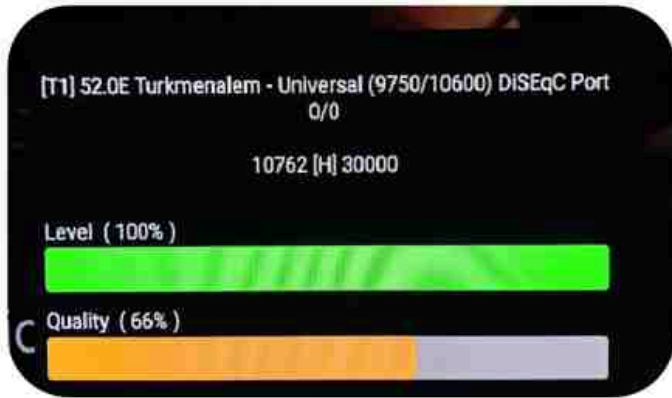 [T1] 52.0E Turkmenalem - Universal (9750/10600) DiSEqC Port
0/0
10762 [H] 30000
Level ( 100% )
Quality ( 66% )
C